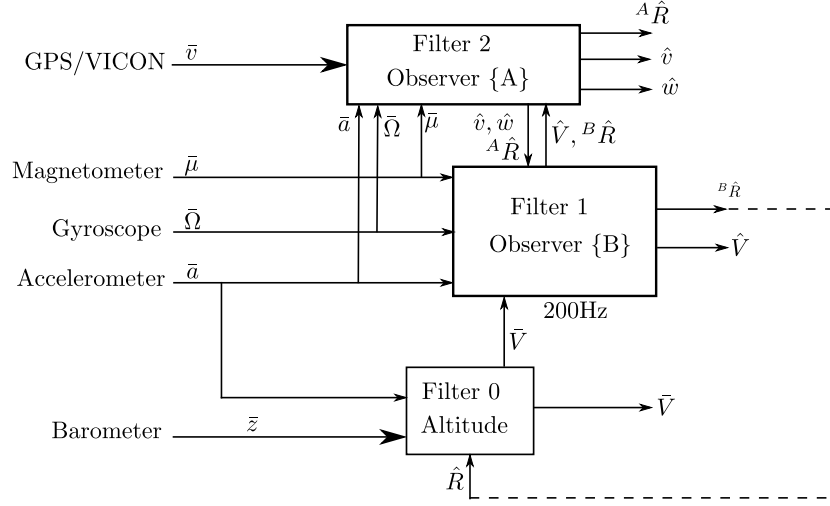 ᴬR̂
GPS/VICON v̄ Filter 2 v̂
Observer {A} ŵ
ā Ω̄ μ̄ v̂, ŵ V̂, ᴮR̂
ᴬR̂
Magnetometer μ̄
ᴮR̂
Gyroscope Ω̄ Filter 1
Observer {B} V̂
Accelerometer ā
200Hz
V̄
Filter 0
Altitude V̄
Barometer z̄
R̂